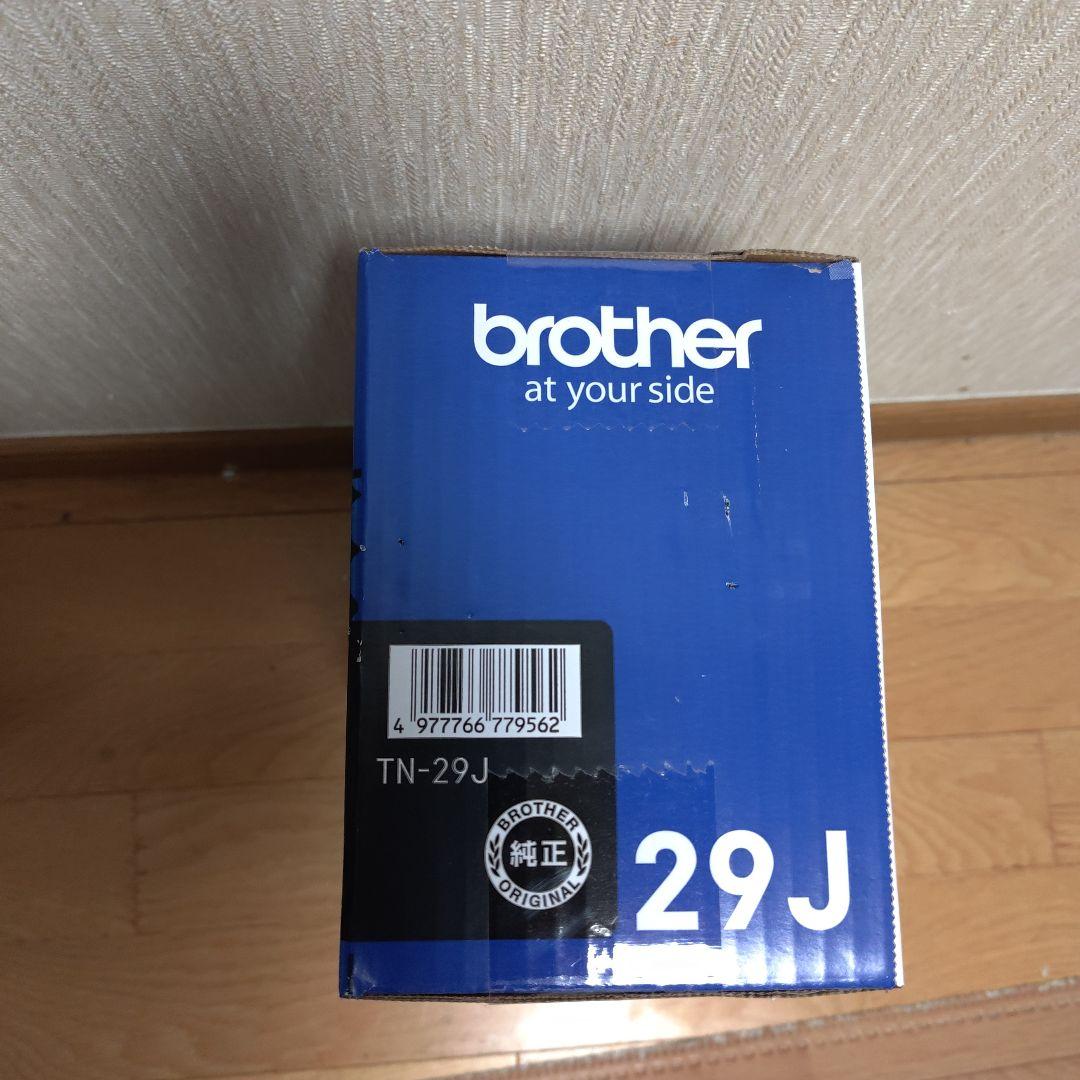 brother
at your side
4 977766 779562
TN-29J
BROTHER
純正
ORIGINAL
29J